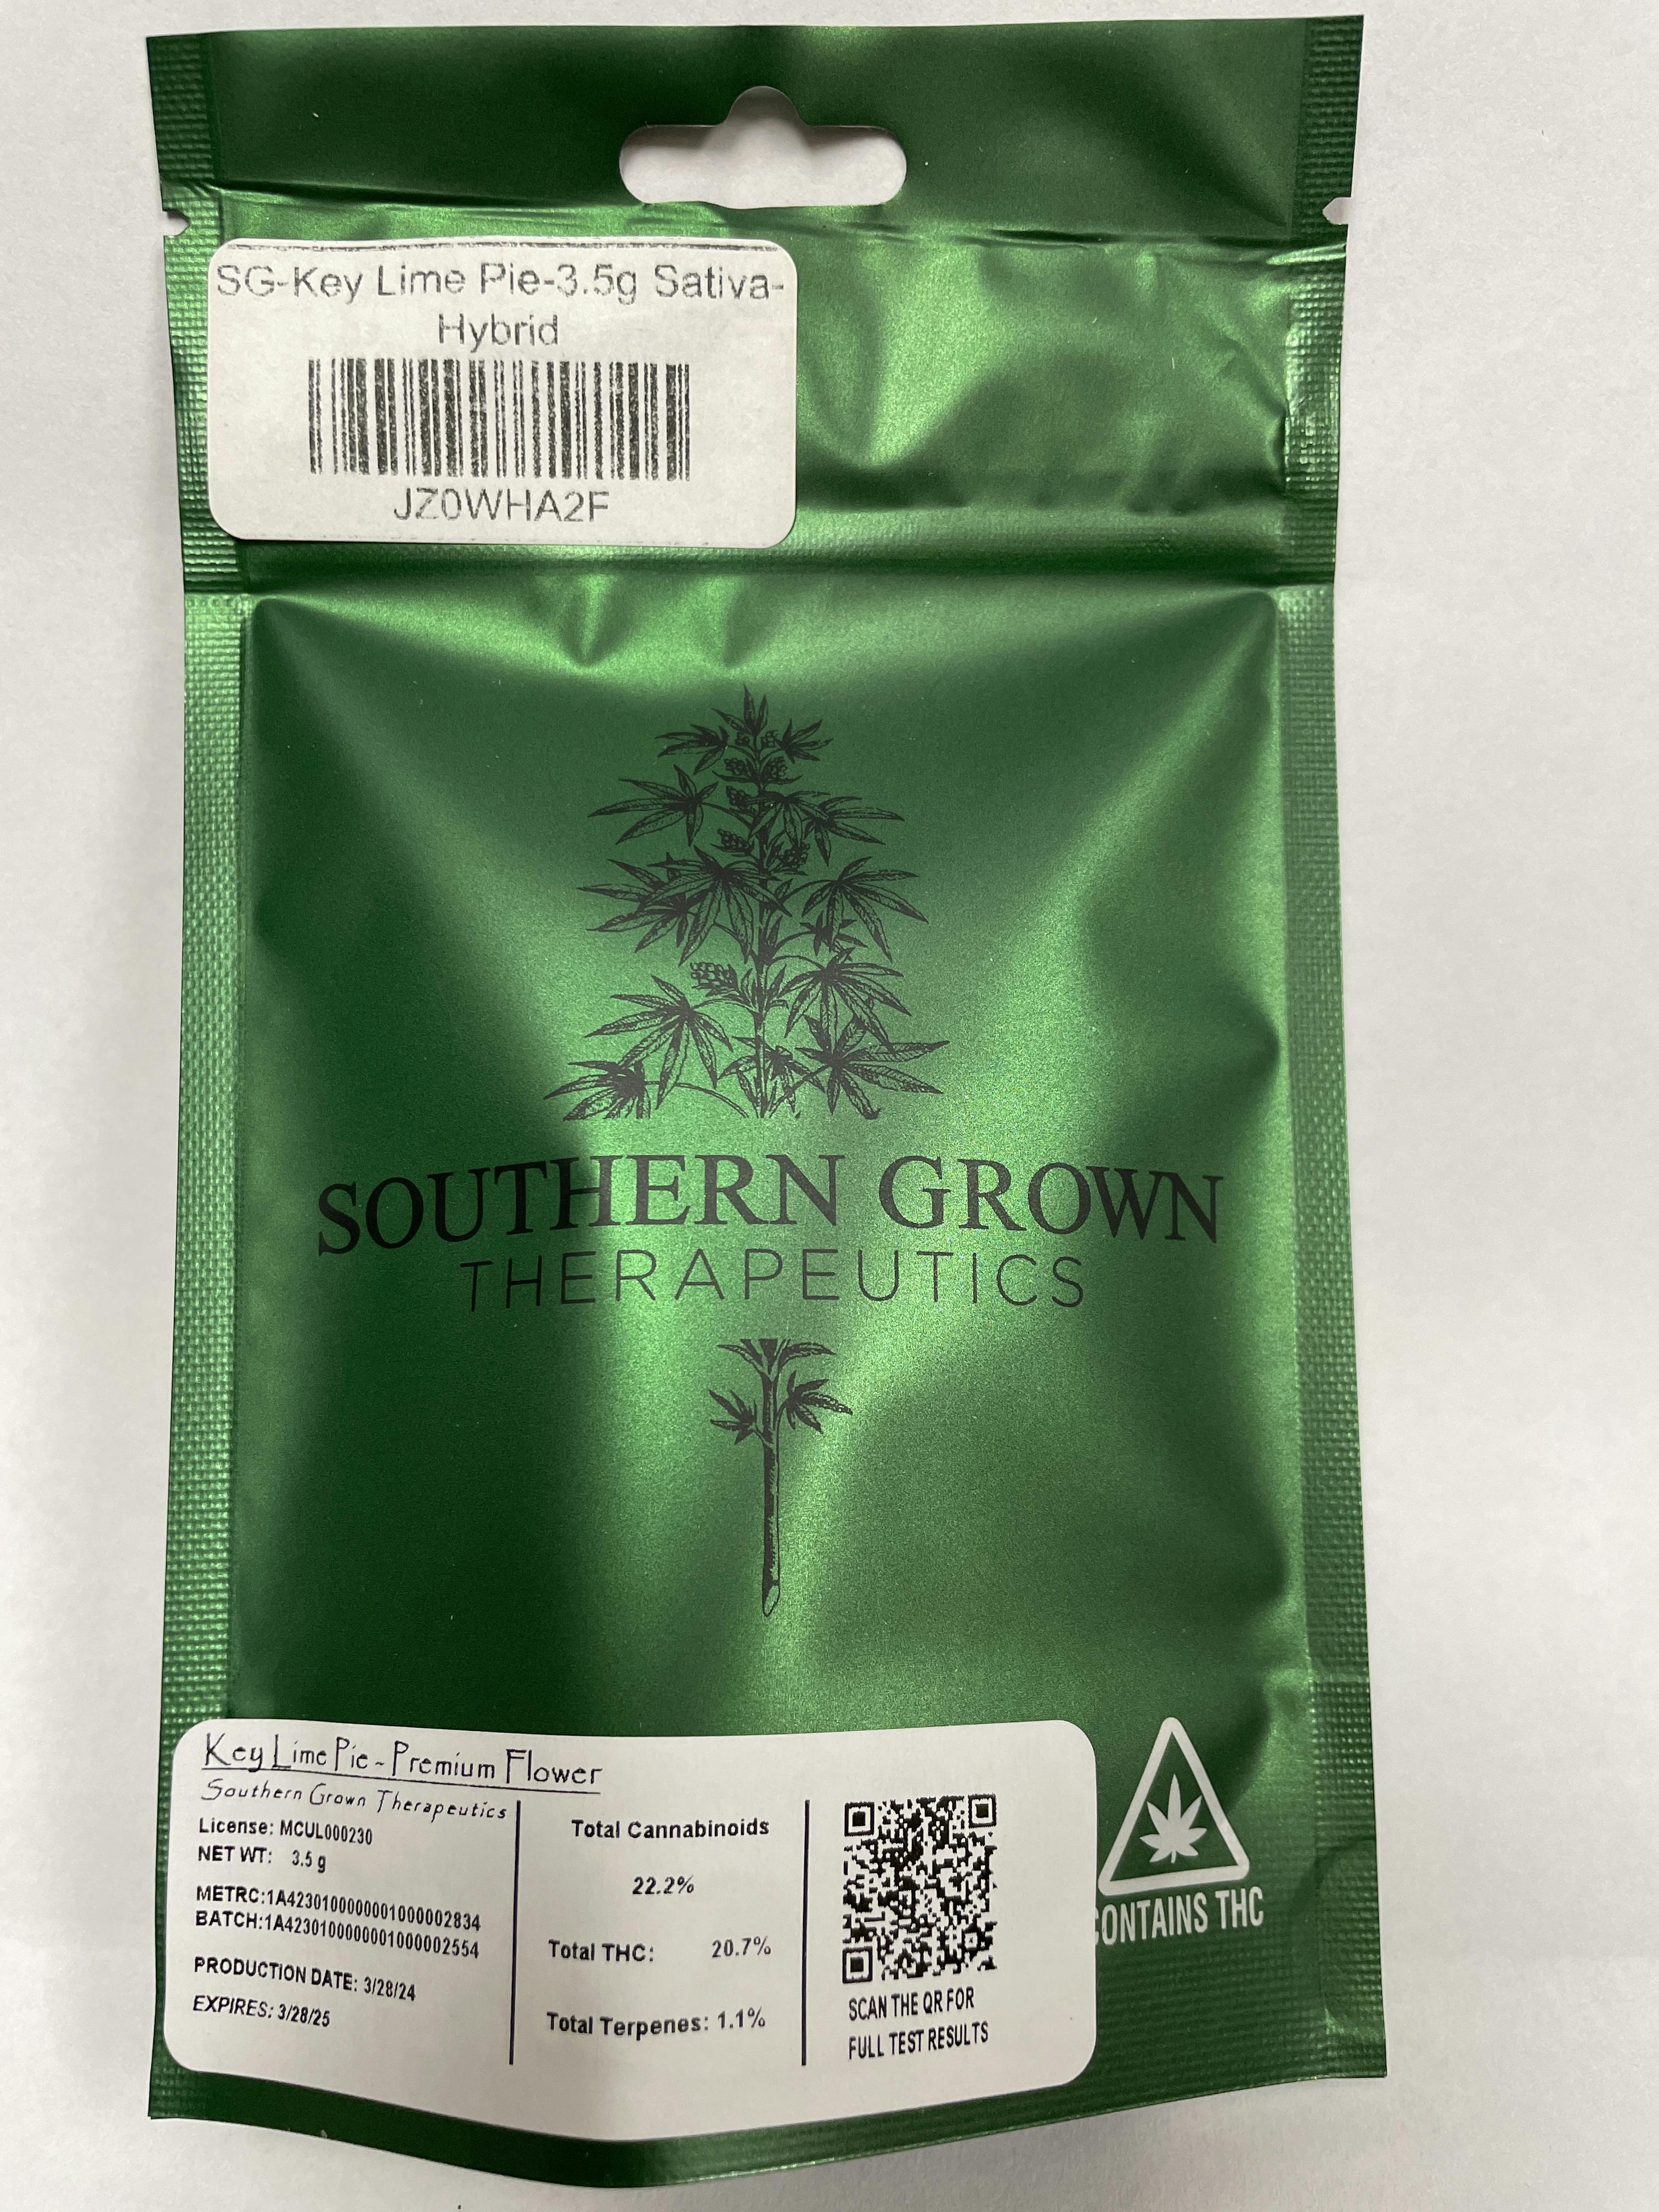 SG-Key Lime Pie-3.5g Sativa-
Hybrid
JZ0WHA2F
SOUTHERN GROWN
THERAPEUTICS
Key Lime Pie - Premium Flower
Southern Grown Therapeutics
License: MCUL000230
NET WT: 3.5 g
METRC:1A4230100000001000002834
BATCH:1A4230100000001000002554
PRODUCTION DATE: 3/28/24
EXPIRES: 3/28/25
Total Cannabinoids
22.2%
Total THC: 20.7%
Total Terpenes: 1.1%
SCAN THE QR FOR
FULL TEST RESULTS
CONTAINS THC